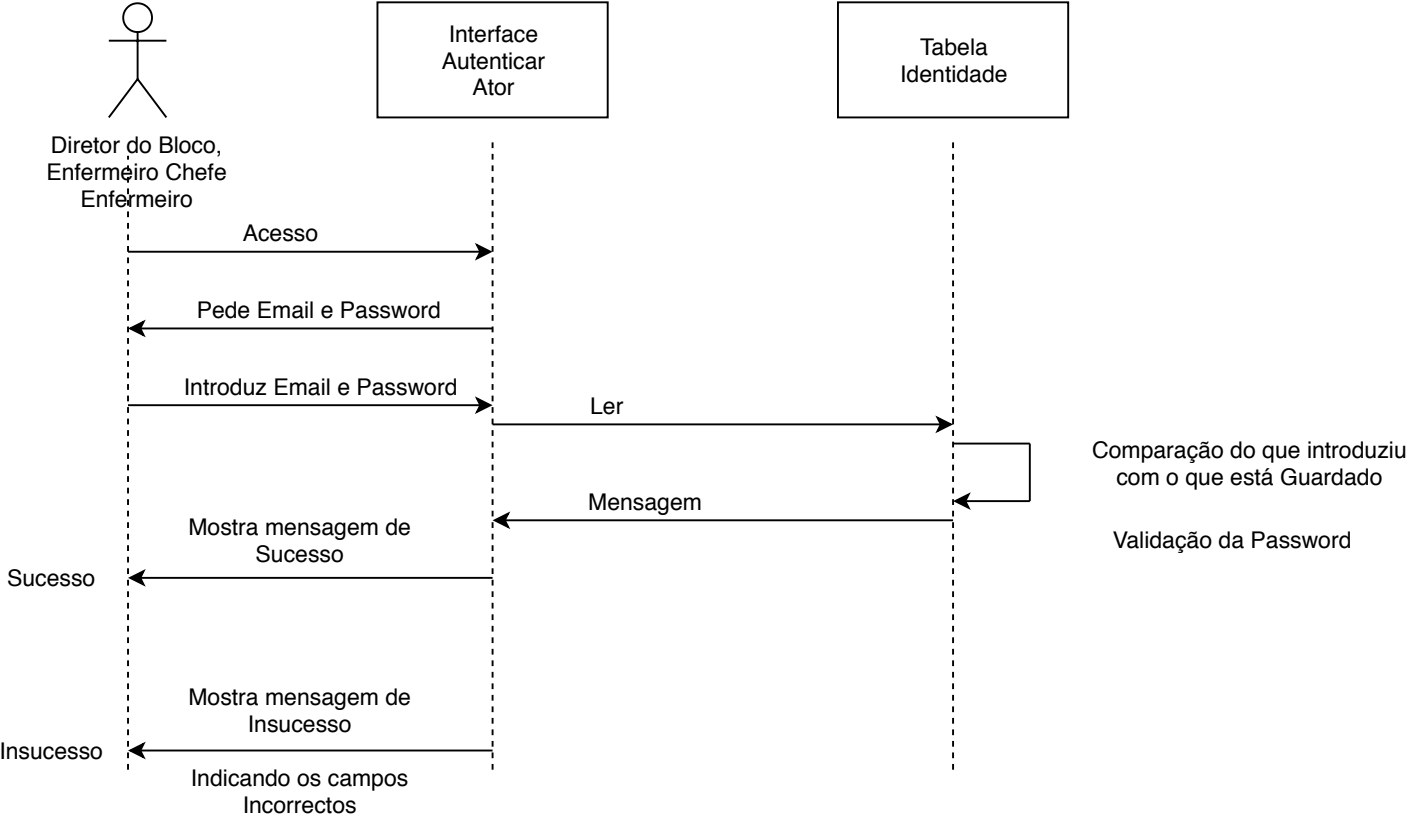 Interface
Autenticar
Ator
Tabela
Identidade
Diretor do Bloco,
Enfermeiro Chefe
Enfermeiro
Acesso
Pede Email e Password
Introduz Email e Password
Ler
Comparação do que introduziu
com o que está Guardado
Mensagem
Mostra mensagem de
Sucesso
Validação da Password
Sucesso
Mostra mensagem de
Insucesso
Insucesso
Indicando os campos
Incorrectos